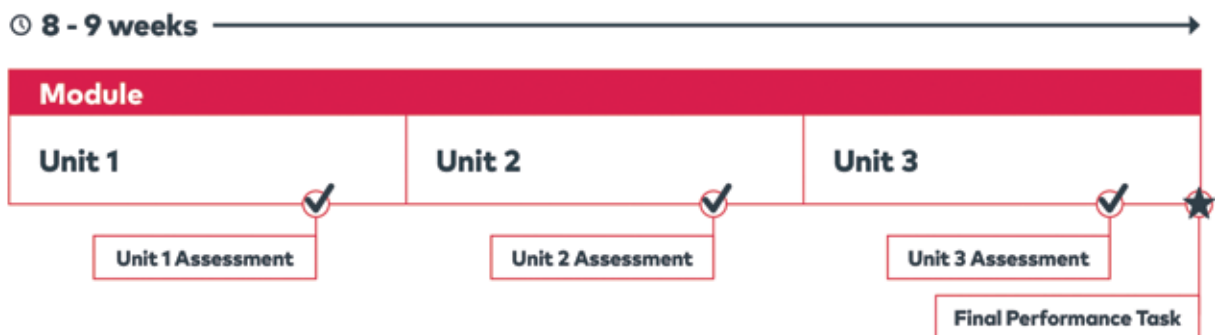 8 - 9 weeks
Module
Unit 1
Unit 2
Unit 3
Unit 1 Assessment
Unit 2 Assessment
Unit 3 Assessment
Final Performance Task